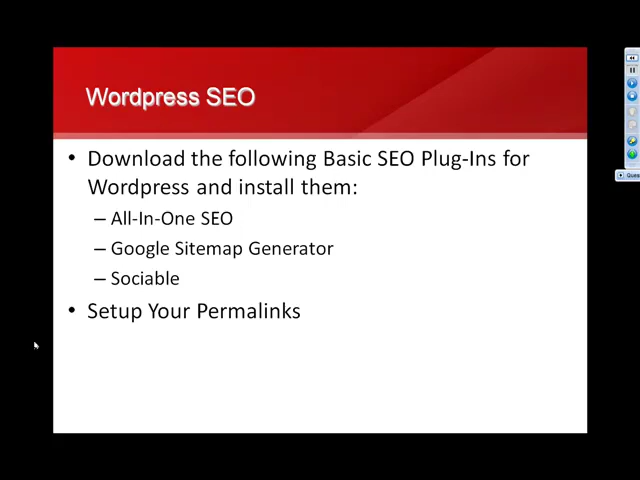 Wordpress SEO
• Download the following Basic SEO Plug-Ins for
Wordpress and install them:
– All-In-One SEO
– Google Sitemap Generator
– Sociable
• Setup Your Permalinks
Ques